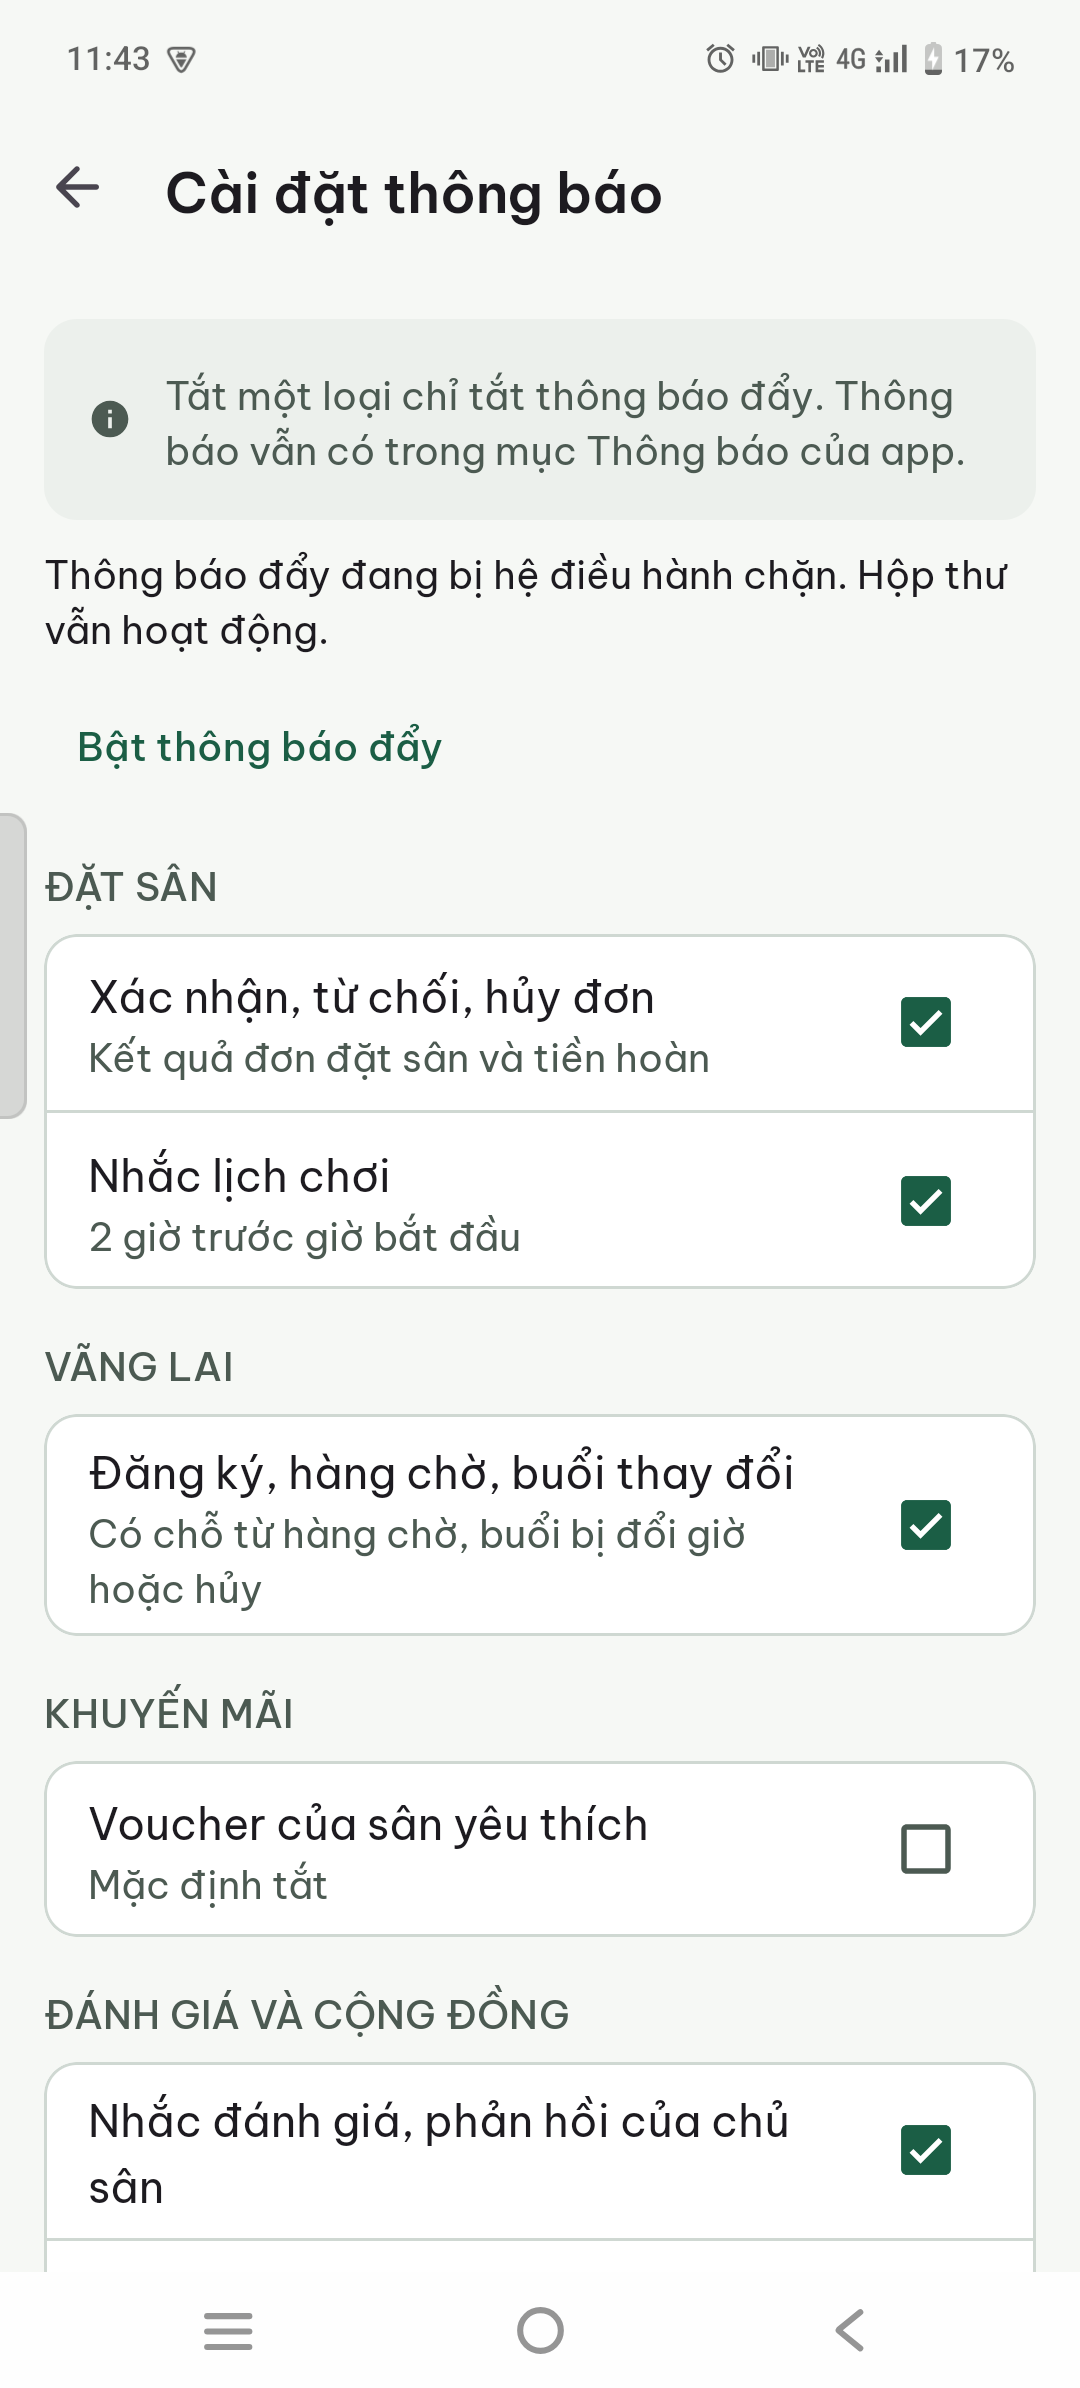 11:43
VoLTE 4G 17%
Cài đặt thông báo
Tắt một loại chỉ tắt thông báo đẩy. Thông
báo vẫn có trong mục Thông báo của app.
Thông báo đẩy đang bị hệ điều hành chặn. Hộp thư
vẫn hoạt động.
Bật thông báo đẩy
ĐẶT SÂN
Xác nhận, từ chối, hủy đơn
Kết quả đơn đặt sân và tiền hoàn
Nhắc lịch chơi
2 giờ trước giờ bắt đầu
VÃNG LAI
Đăng ký, hàng chờ, buổi thay đổi
Có chỗ từ hàng chờ, buổi bị đổi giờ
hoặc hủy
KHUYẾN MÃI
Voucher của sân yêu thích
Mặc định tắt
ĐÁNH GIÁ VÀ CỘNG ĐỒNG
Nhắc đánh giá, phản hồi của chủ
sân